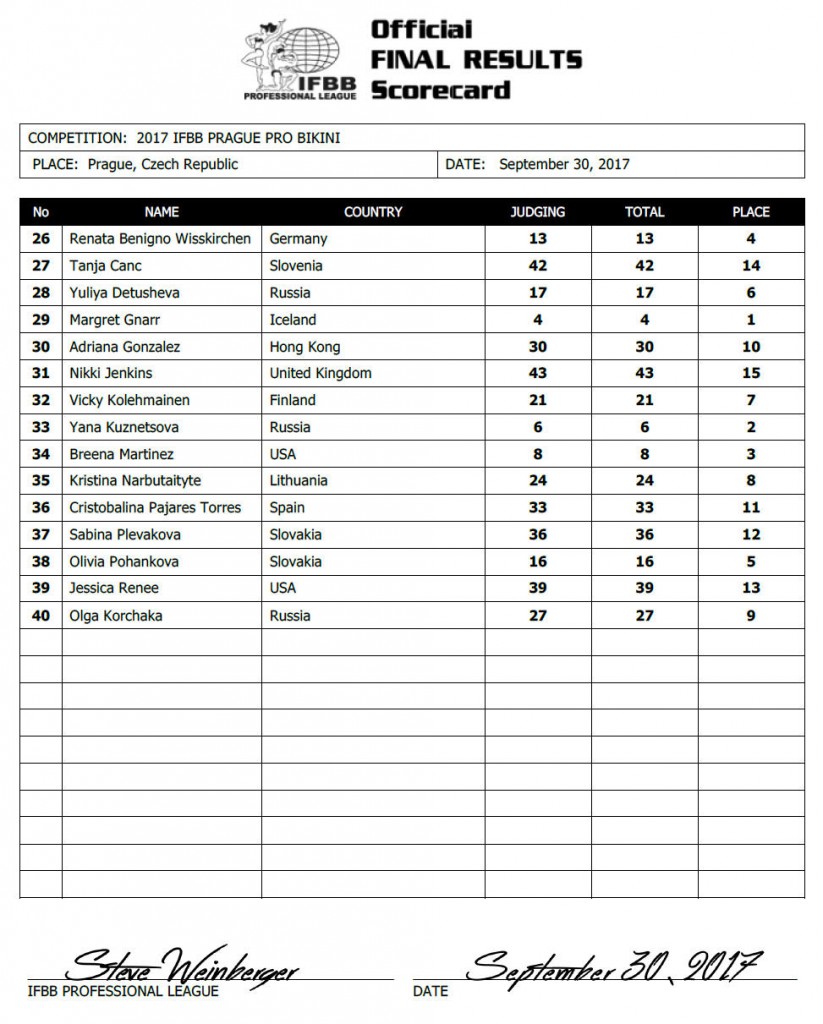 Official
FINAL RESULTS
Scorecard
IFBB
PROFESSIONAL LEAGUE
COMPETITION: 2017 IFBB PRAGUE PRO BIKINI
PLACE: Prague, Czech Republic DATE: September 30, 2017
No NAME COUNTRY JUDGING TOTAL PLACE
26 Renata Benigno Wisskirchen Germany 13 13 4
27 Tanja Canc Slovenia 42 42 14
28 Yuliya Detusheva Russia 17 17 6
29 Margret Gnarr Iceland 4 4 1
30 Adriana Gonzalez Hong Kong 30 30 10
31 Nikki Jenkins United Kingdom 43 43 15
32 Vicky Kolehmainen Finland 21 21 7
33 Yana Kuznetsova Russia 6 6 2
34 Breena Martinez USA 8 8 3
35 Kristina Narbutaityte Lithuania 24 24 8
36 Cristobalina Pajares Torres Spain 33 33 11
37 Sabina Plevakova Slovakia 36 36 12
38 Olivia Pohankova Slovakia 16 16 5
39 Jessica Renee USA 39 39 13
40 Olga Korchaka Russia 27 27 9
Steve Weinberger September 30, 2017
IFBB PROFESSIONAL LEAGUE DATE